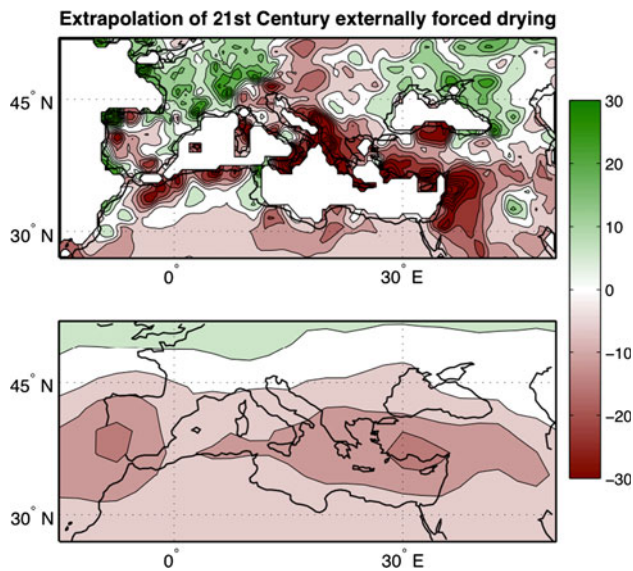 Extrapolation of 21st Century externally forced drying
45° N
30° N
0°
30° E
30
20
10
0
−10
−20
−30
45° N
30° N
0°
30° E